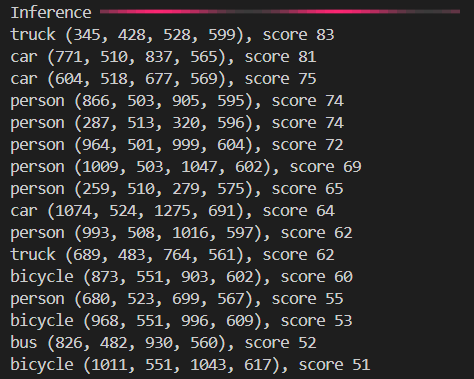 Inference
truck (345, 428, 528, 599), score 83
car (771, 510, 837, 565), score 81
car (604, 518, 677, 569), score 75
person (866, 503, 905, 595), score 74
person (287, 513, 320, 596), score 74
person (964, 501, 999, 604), score 72
person (1009, 503, 1047, 602), score 69
person (259, 510, 279, 575), score 65
car (1074, 524, 1275, 691), score 64
person (993, 508, 1016, 597), score 62
truck (689, 483, 764, 561), score 62
bicycle (873, 551, 903, 602), score 60
person (680, 523, 699, 567), score 55
bicycle (968, 551, 996, 609), score 53
bus (826, 482, 930, 560), score 52
bicycle (1011, 551, 1043, 617), score 51